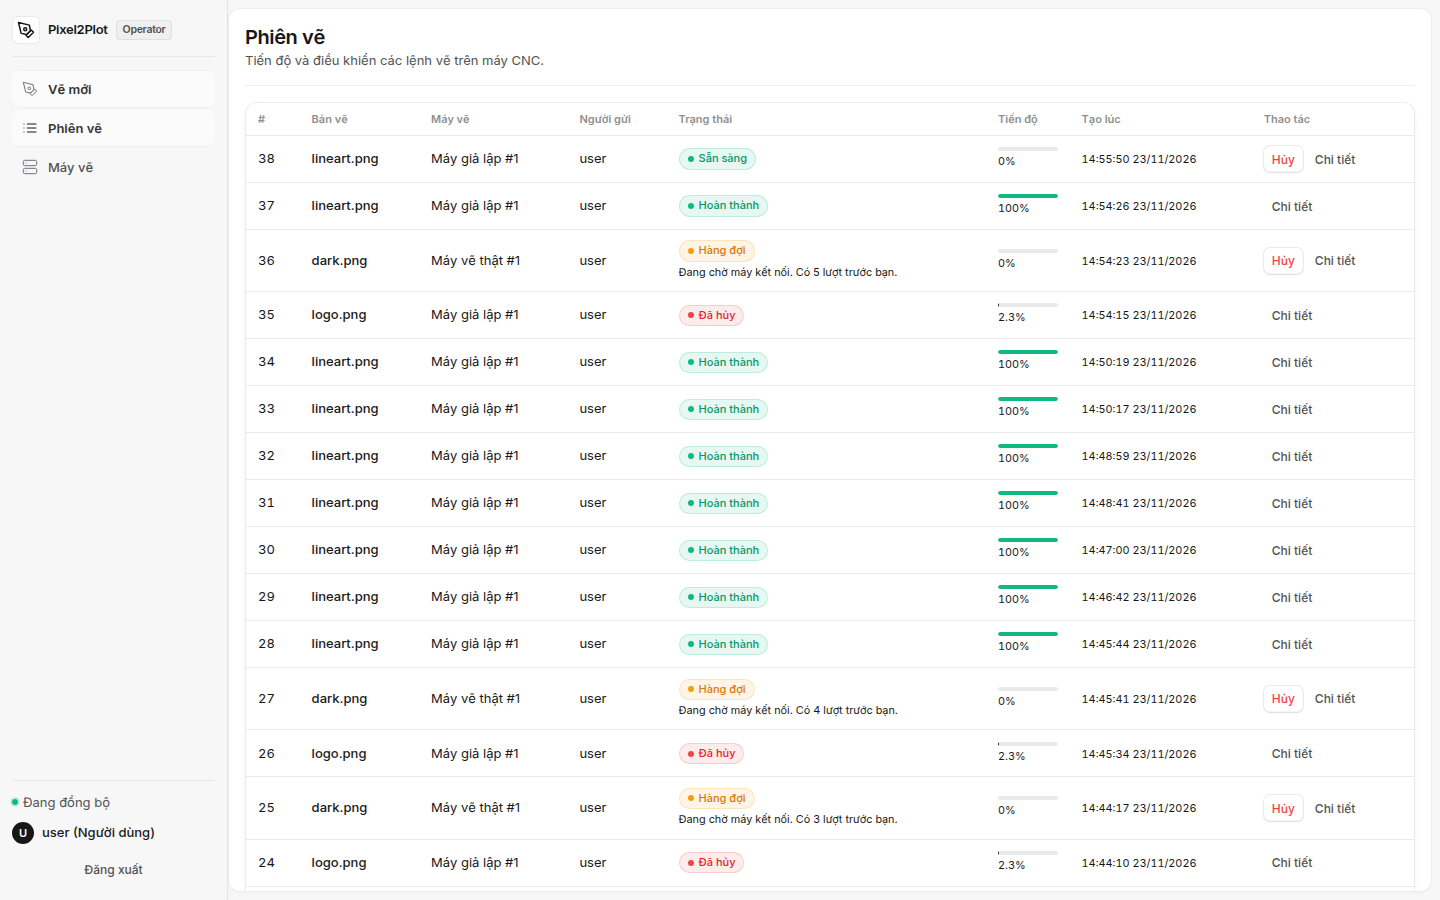 Pixel2Plot Operator
Vẽ mới
Phiên vẽ
Máy vẽ
Đang đồng bộ
U user (Người dùng)
Đăng xuất
Phiên vẽ
Tiến độ và điều khiển các lệnh vẽ trên máy CNC.
# Bản vẽ Máy vẽ Người gửi Trạng thái Tiến độ Tạo lúc Thao tác
38 lineart.png Máy giả lập #1 user Sẵn sàng 0% 14:55:50 23/11/2026 Hủy Chi tiết
37 lineart.png Máy giả lập #1 user Hoàn thành 100% 14:54:26 23/11/2026 Chi tiết
36 dark.png Máy vẽ thật #1 user Hàng đợi 0% 14:54:23 23/11/2026 Hủy Chi tiết
Đang chờ máy kết nối. Có 5 lượt trước bạn.
35 logo.png Máy giả lập #1 user Đã hủy 2.3% 14:54:15 23/11/2026 Chi tiết
34 lineart.png Máy giả lập #1 user Hoàn thành 100% 14:50:19 23/11/2026 Chi tiết
33 lineart.png Máy giả lập #1 user Hoàn thành 100% 14:50:17 23/11/2026 Chi tiết
32 lineart.png Máy giả lập #1 user Hoàn thành 100% 14:48:59 23/11/2026 Chi tiết
31 lineart.png Máy giả lập #1 user Hoàn thành 100% 14:48:41 23/11/2026 Chi tiết
30 lineart.png Máy giả lập #1 user Hoàn thành 100% 14:47:00 23/11/2026 Chi tiết
29 lineart.png Máy giả lập #1 user Hoàn thành 100% 14:46:42 23/11/2026 Chi tiết
28 lineart.png Máy giả lập #1 user Hoàn thành 100% 14:45:44 23/11/2026 Chi tiết
27 dark.png Máy vẽ thật #1 user Hàng đợi 0% 14:45:41 23/11/2026 Hủy Chi tiết
Đang chờ máy kết nối. Có 4 lượt trước bạn.
26 logo.png Máy giả lập #1 user Đã hủy 2.3% 14:45:34 23/11/2026 Chi tiết
25 dark.png Máy vẽ thật #1 user Hàng đợi 0% 14:44:17 23/11/2026 Hủy Chi tiết
Đang chờ máy kết nối. Có 3 lượt trước bạn.
24 logo.png Máy giả lập #1 user Đã hủy 2.3% 14:44:10 23/11/2026 Chi tiết